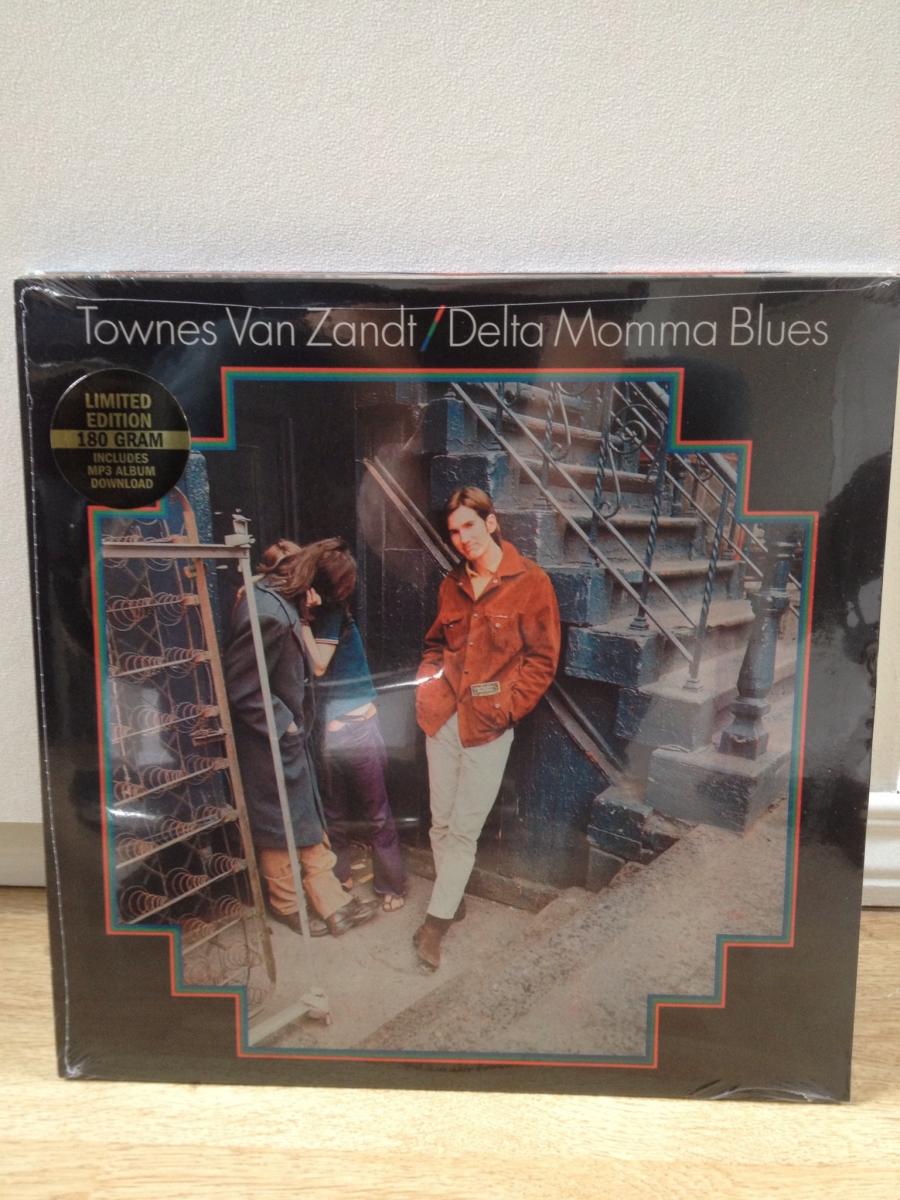 Townes Van Zandt / Delta Momma Blues
LIMITED
EDITION
180 GRAM
INCLUDES
MP3 ALBUM
DOWNLOAD